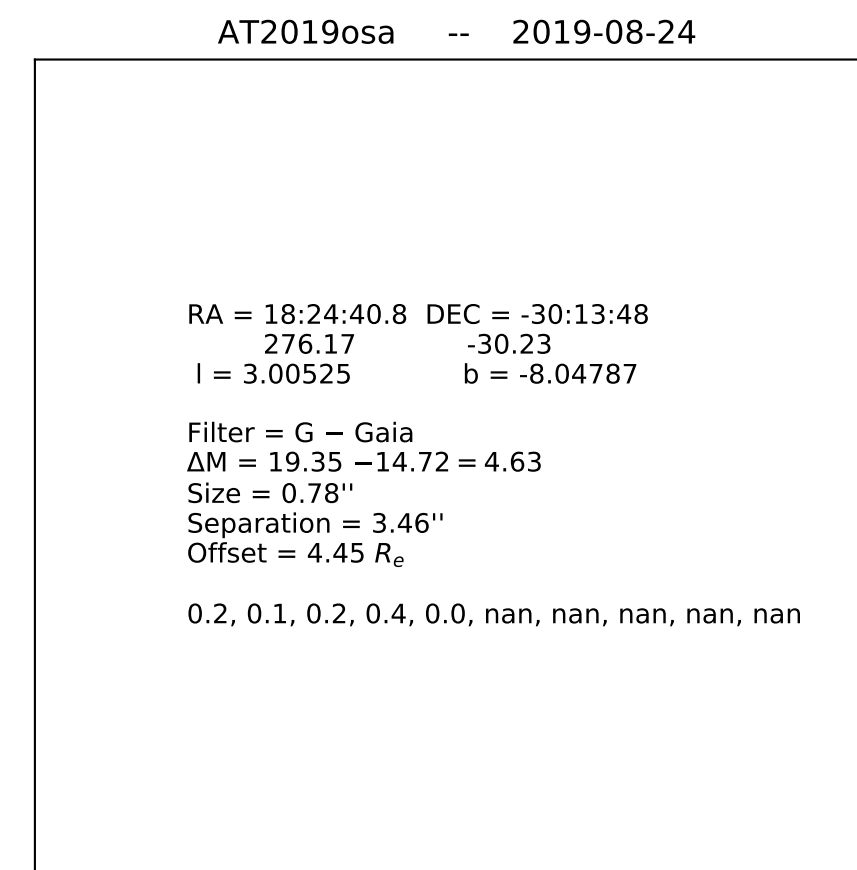 AT2019osa -- 2019-08-24
RA = 18:24:40.8 DEC = -30:13:48
276.17 -30.23
l = 3.00525 b = -8.04787
Filter = G − Gaia
ΔM = 19.35 −14.72 = 4.63
Size = 0.78''
Separation = 3.46''
Offset = 4.45 Rₑ
0.2, 0.1, 0.2, 0.4, 0.0, nan, nan, nan, nan, nan